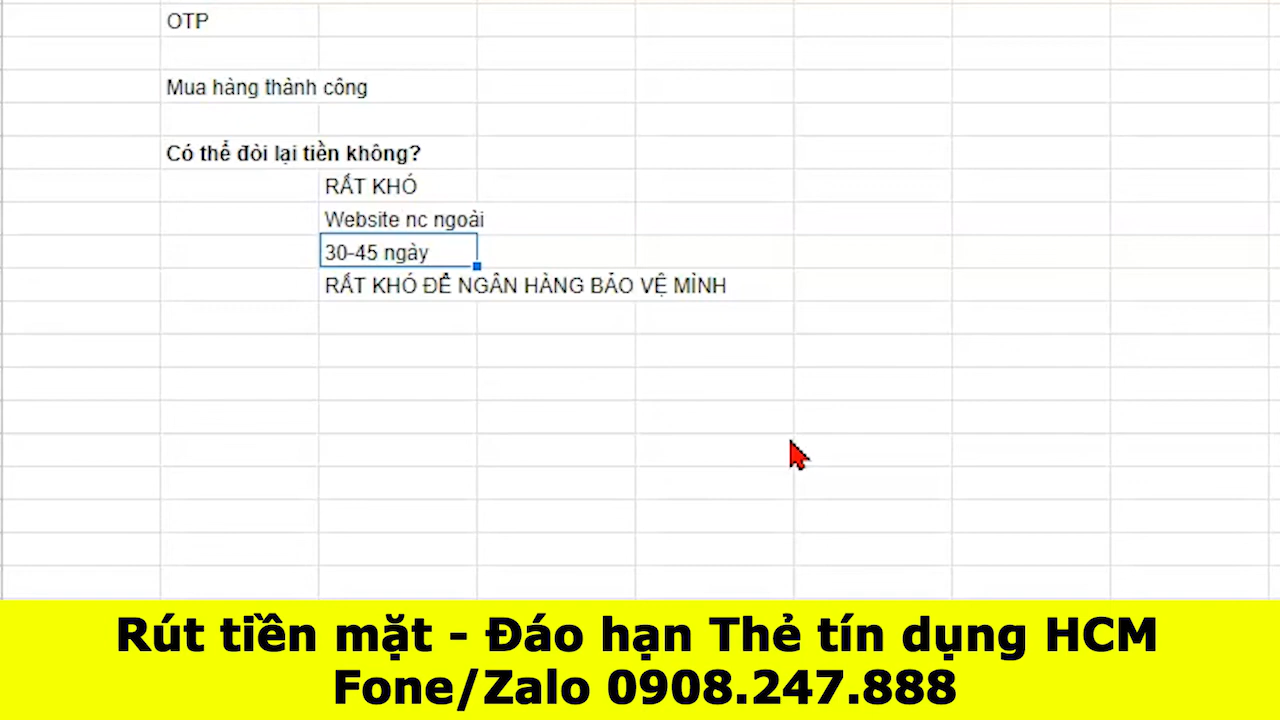 OTP
Mua hàng thành công
Có thể đòi lại tiền không?
RẤT KHÓ
Website nc ngoài
30-45 ngày
RẤT KHÓ ĐỂ NGÂN HÀNG BẢO VỆ MÌNH
Rút tiền mặt - Đáo hạn Thẻ tín dụng HCM
Fone/Zalo 0908.247.888